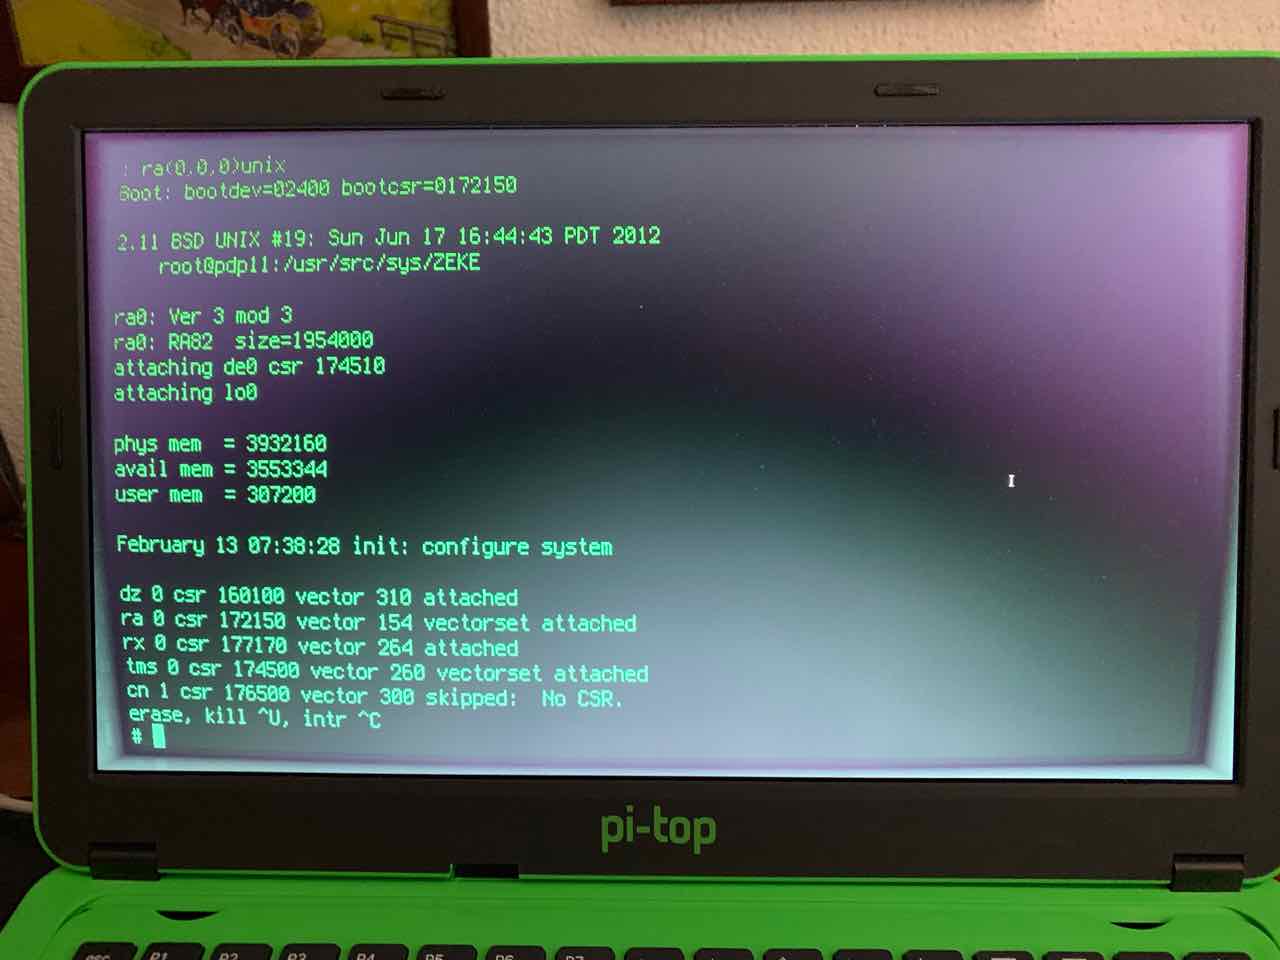 : ra(0,0,0)unix
Boot: bootdev=02400 bootcsr=0172150
2.11 BSD UNIX #19: Sun Jun 17 16:44:43 PDT 2012
root@pdp11:/usr/src/sys/ZEKE
ra0: Ver 3 mod 3
ra0: RA82  size=1954000
attaching de0 csr 174510
attaching lo0
phys mem  = 3932160
avail mem = 3553344
user mem  = 307200
February 13 07:38:28 init: configure system
dz 0 csr 160100 vector 310 attached
ra 0 csr 172150 vector 154 vectorset attached
rx 0 csr 177170 vector 264 attached
tms 0 csr 174500 vector 260 vectorset attached
cn 1 csr 176500 vector 300 skipped:  No CSR.
erase, kill ^U, intr ^C
#
pi-top